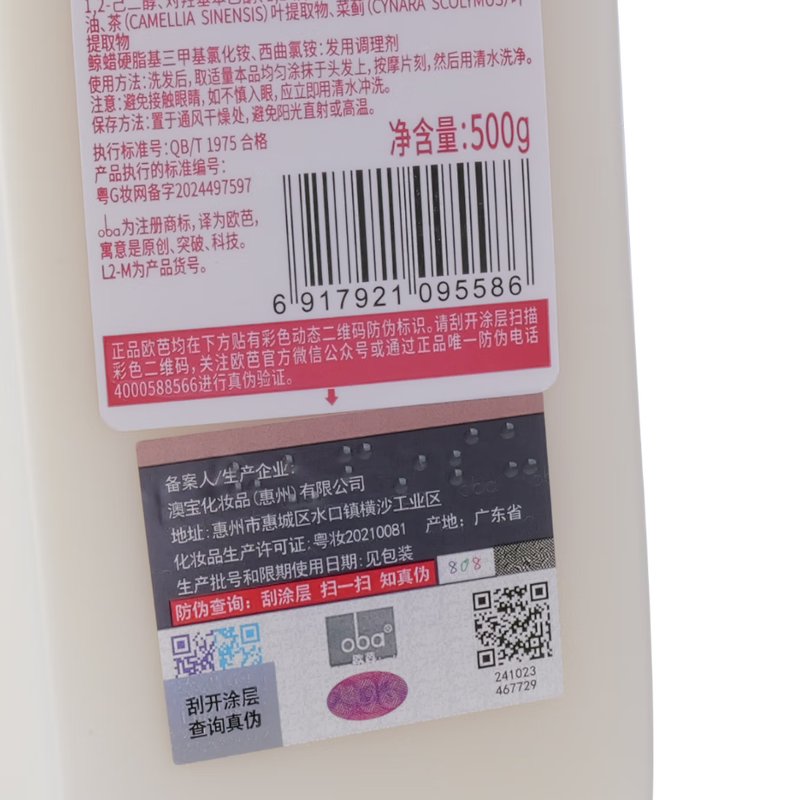 油、茶(CAMELLIA SINENSIS)叶提取物、菜蓟(CYNARA SCOLYMUS)叶
提取物
鲸蜡硬脂基三甲基氯化铵、西曲氯铵：发用调理剂
使用方法：洗发后，取适量本品均匀涂抹于头发上，按摩片刻，然后用清水洗净。
注意：避免接触眼睛，如不慎入眼，应立即用清水冲洗。
保存方法：置于通风干燥处，避免阳光直射或高温。
执行标准号：QB/T 1975 合格
产品执行的标准编号：
粤G妆网备字2024497597
净含量：500g
oba为注册商标，译为欧芭，
寓意是原创、突破、科技。
L2-M为产品货号。
6 917921 095586
正品欧芭均在下方贴有彩色动态二维码防伪标识。请刮开涂层扫描
彩色二维码，关注欧芭官方微信公众号或通过正品唯一防伪电话
4000588566进行真伪验证。
备案人/生产企业：
澳宝化妆品(惠州)有限公司
地址：惠州市惠城区水口镇横沙工业区
化妆品生产许可证：粤妆20210081 产地：广东省
生产批号和限期使用日期：见包装
防伪查询：刮涂层 扫一扫 知真伪
808
oba®
欧芭
刮开涂层
查询真伪
241023
467729